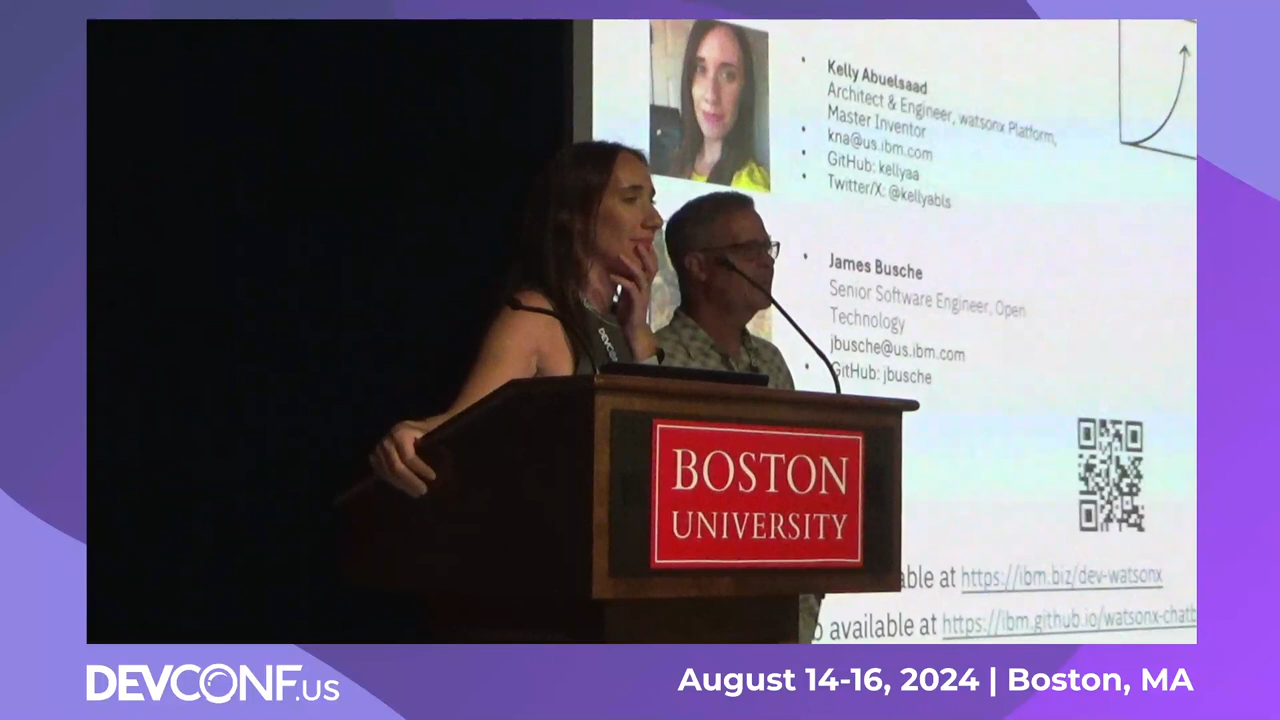 Kelly Abuelsaad
Architect & Engineer, watsonx Platform,
Master Inventor
kna@us.ibm.com
GitHub: kellyaa
Twitter/X: @kellyabls
James Busche
Senior Software Engineer, Open
Technology
jbusche@us.ibm.com
GitHub: jbusche
DEVCONF
BOSTON
UNIVERSITY
able at https://ibm.biz/dev-watsonx
o available at https://ibm.github.io/watsonx-chatb
DEVCONF.us
August 14-16, 2024 | Boston, MA